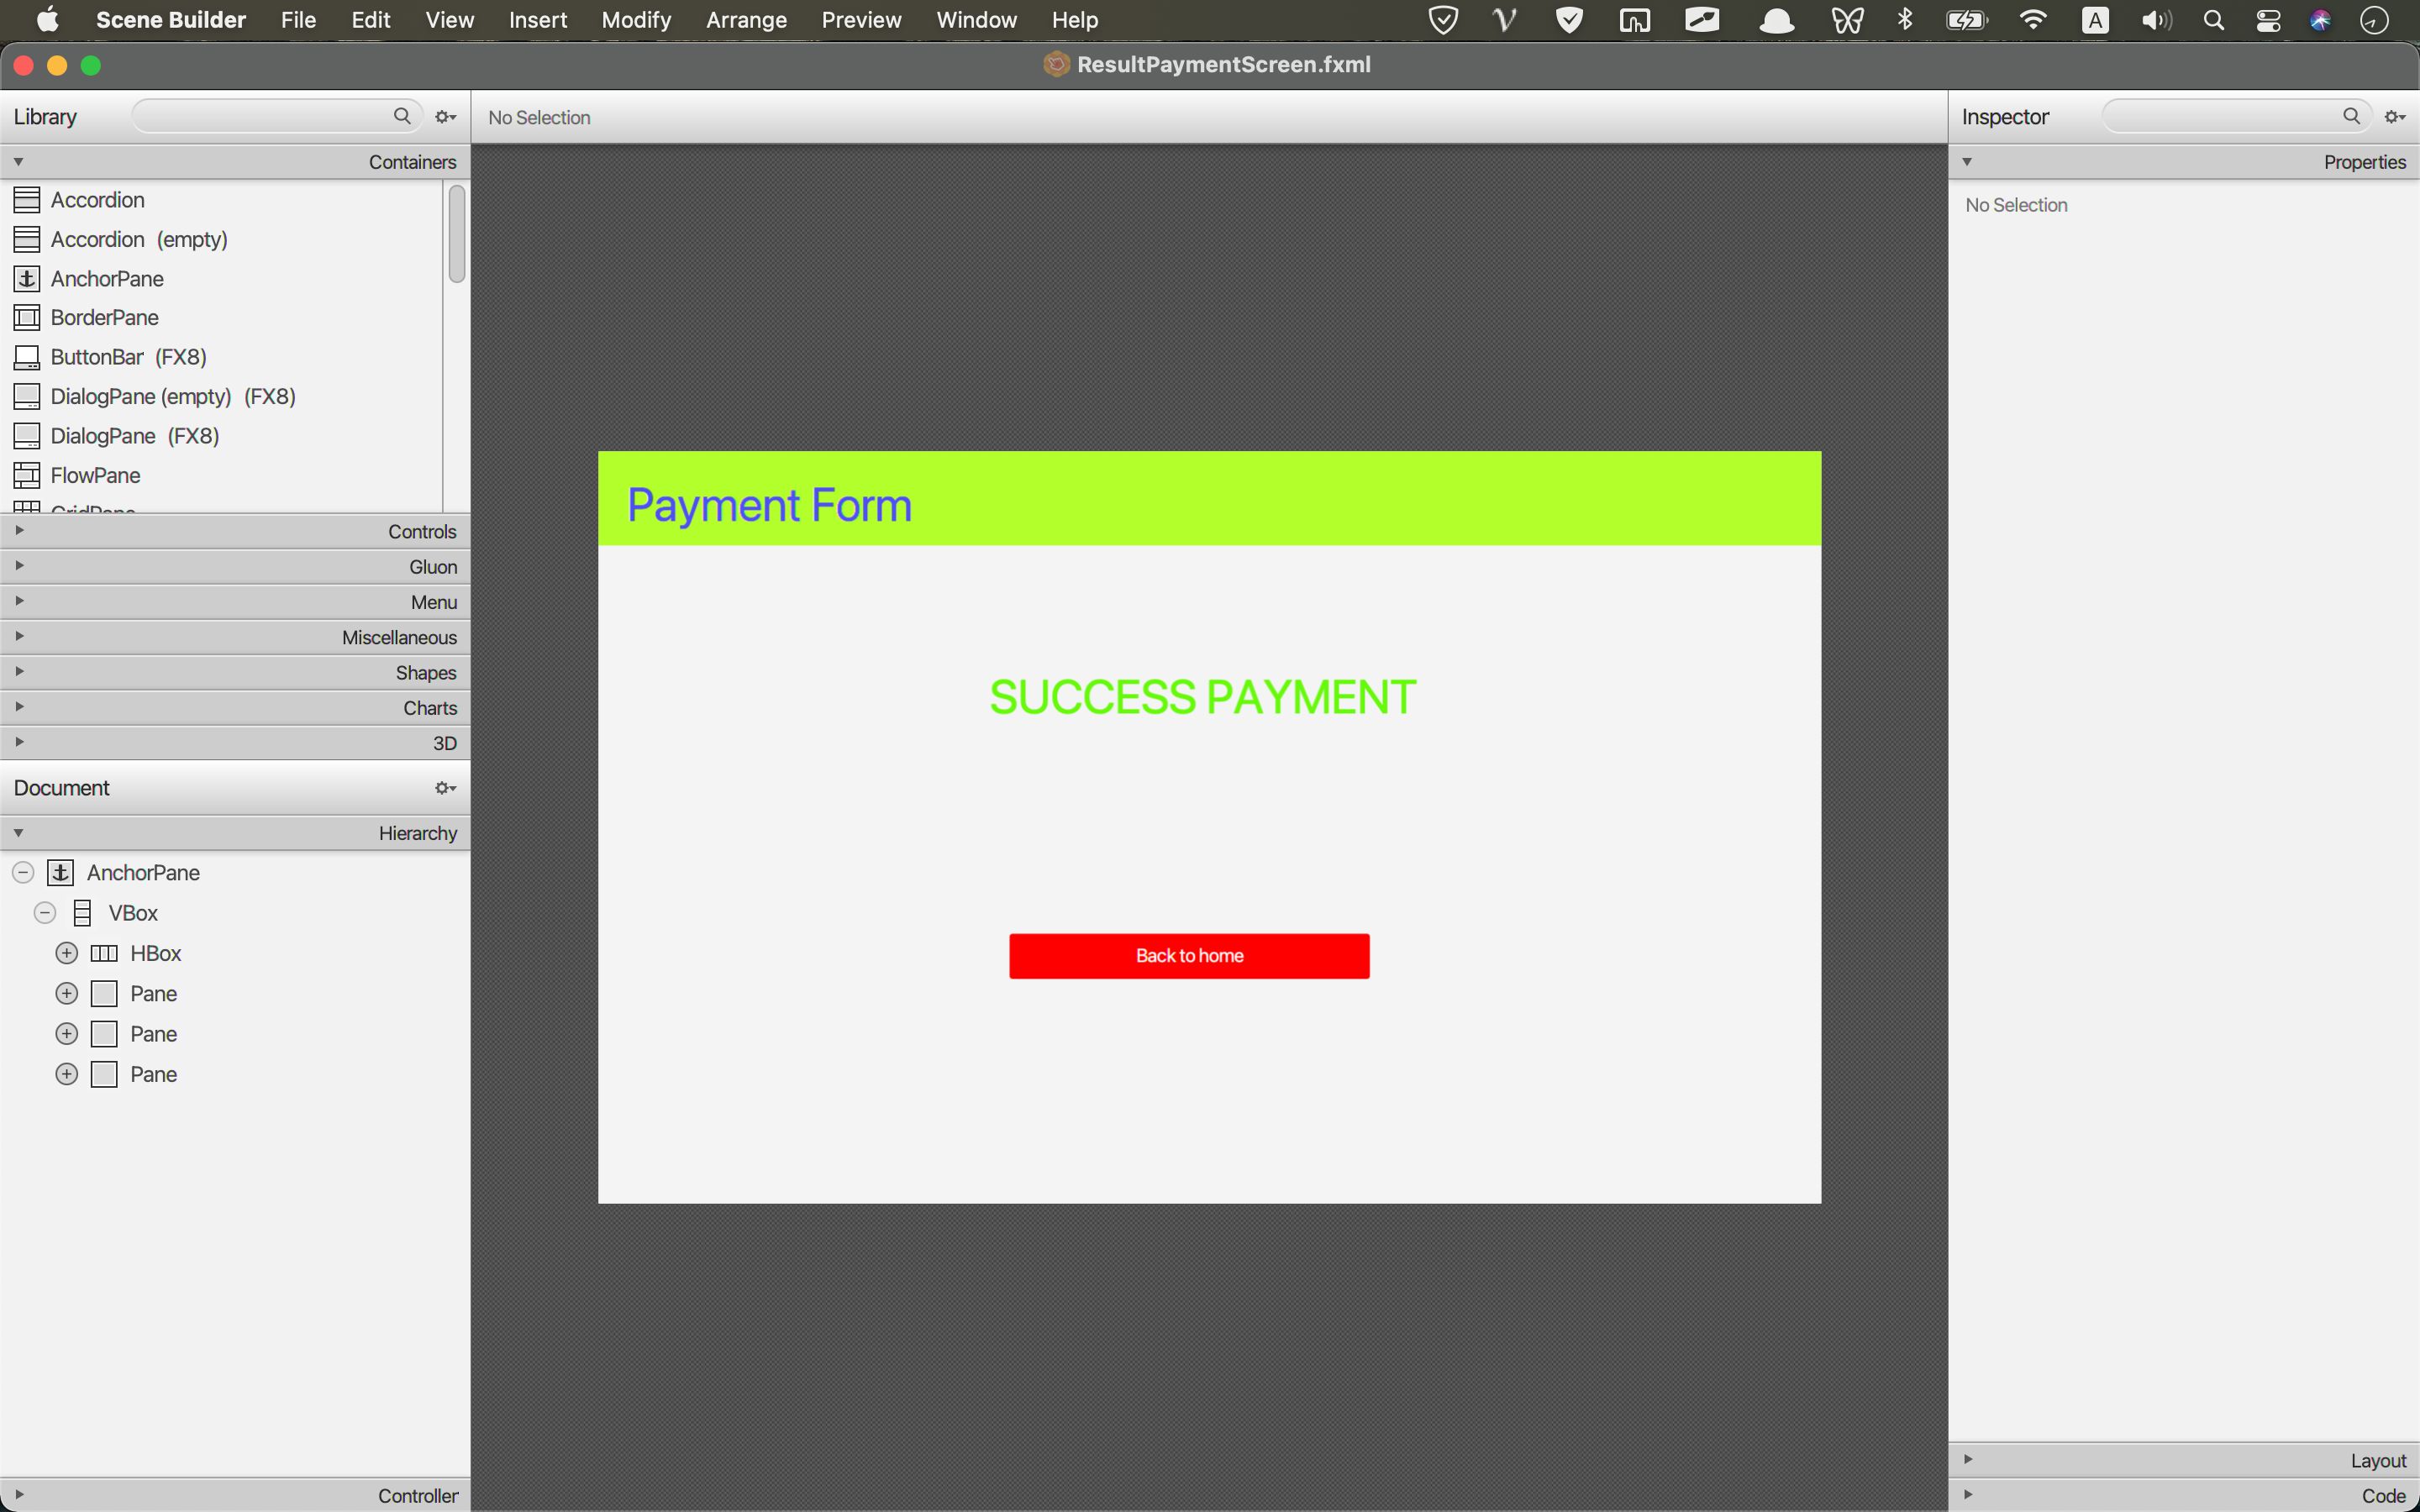 Scene Builder File Edit View Insert Modify Arrange Preview Window Help A
ResultPaymentScreen.fxml
Library
No Selection
Inspector
Containers
Properties
Accordion
No Selection
Accordion (empty)
AnchorPane
BorderPane
ButtonBar (FX8)
DialogPane (empty) (FX8)
DialogPane (FX8)
FlowPane
GridPane
Controls
Gluon
Menu
Miscellaneous
Shapes
Charts
3D
Payment Form
SUCCESS PAYMENT
Back to home
Document
Hierarchy
AnchorPane
VBox
HBox
Pane
Pane
Pane
Controller
Layout
Code